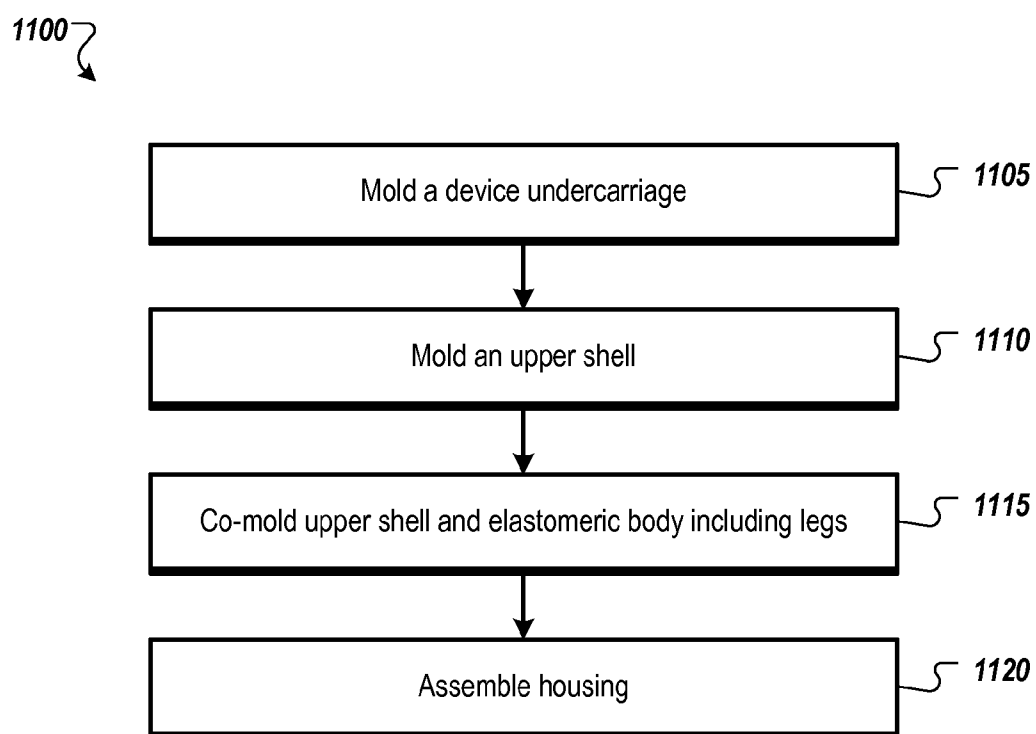 1100
Mold a device undercarriage
1105
Mold an upper shell
1110
Co-mold upper shell and elastomeric body including legs
1115
Assemble housing
1120